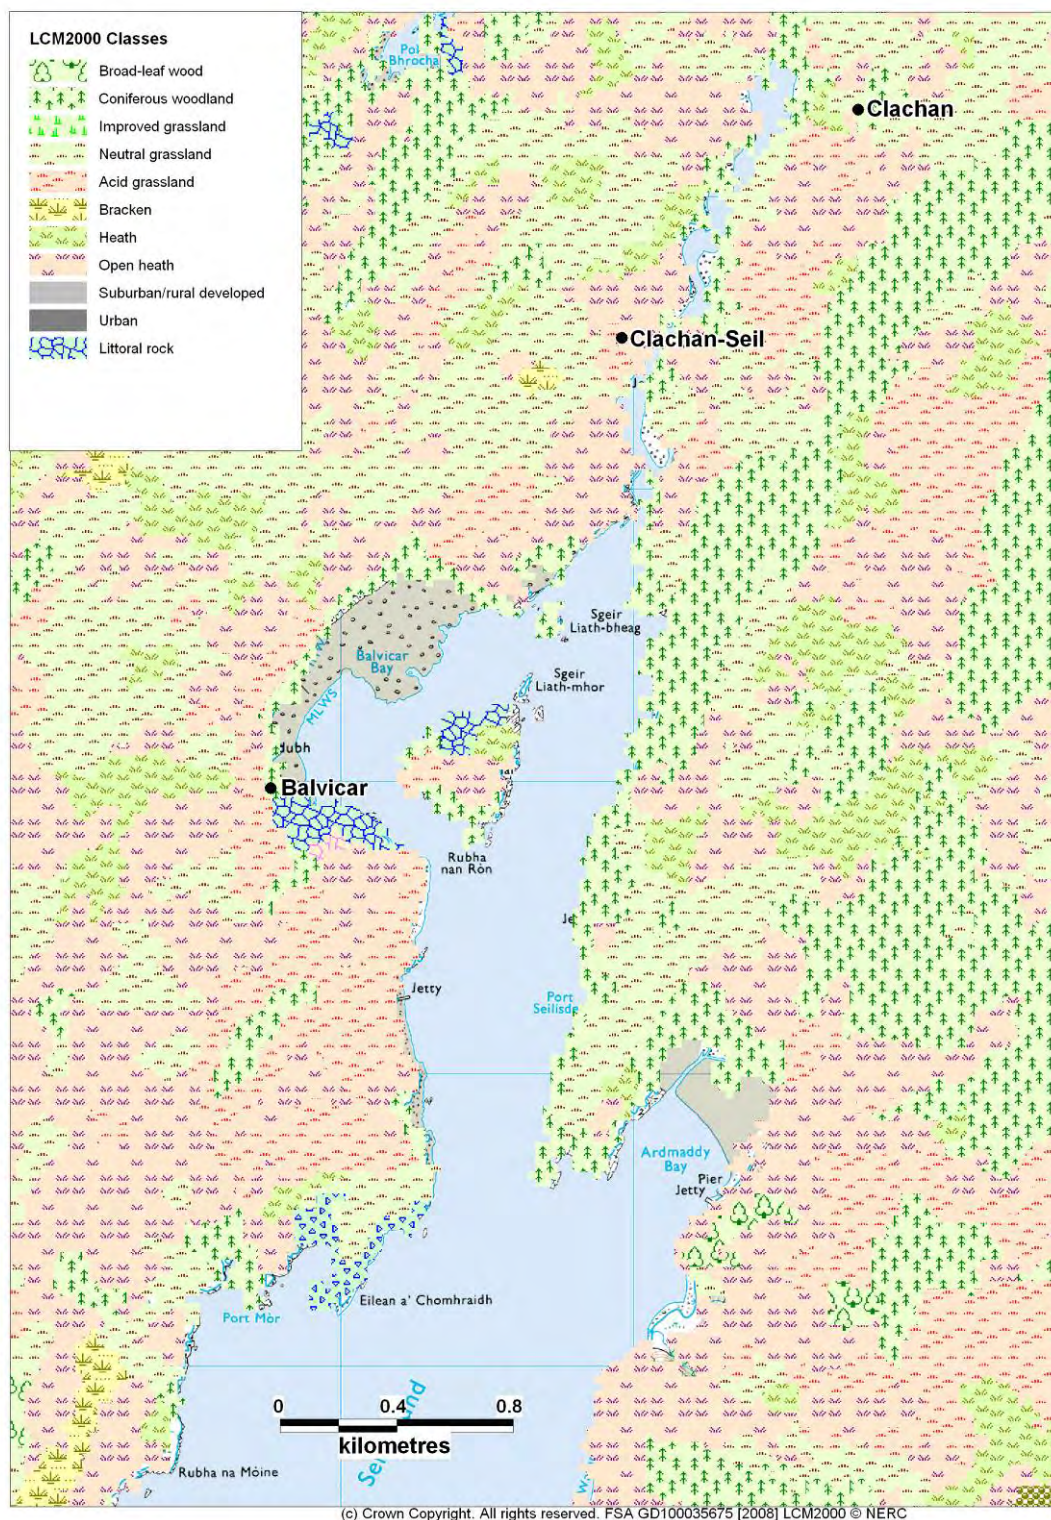 LCM2000 Classes
Broad-leaf wood
Coniferous woodland
Improved grassland
Neutral grassland
Acid grassland
Bracken
Heath
Open heath
Suburban/rural developed
Urban
Littoral rock
Pol
Bhrocha
Clachan
Clachan-Seil
Sgeir
Liath-bheag
Balvicar
Bay
Sgeir
Liath-mhor
MLWS
Balvicar
Rubha
nan Ròn
Jetty
Port
Seilisde
Ardmaddy
Bay
Pier
Jetty
Eilean a' Chomhraidh
Port Mòr
0 0.4 0.8
kilometres
Rubha na Mòine
(c) Crown Copyright. All rights reserved. FSA GD100035675 [2008] LCM2000 © NERC